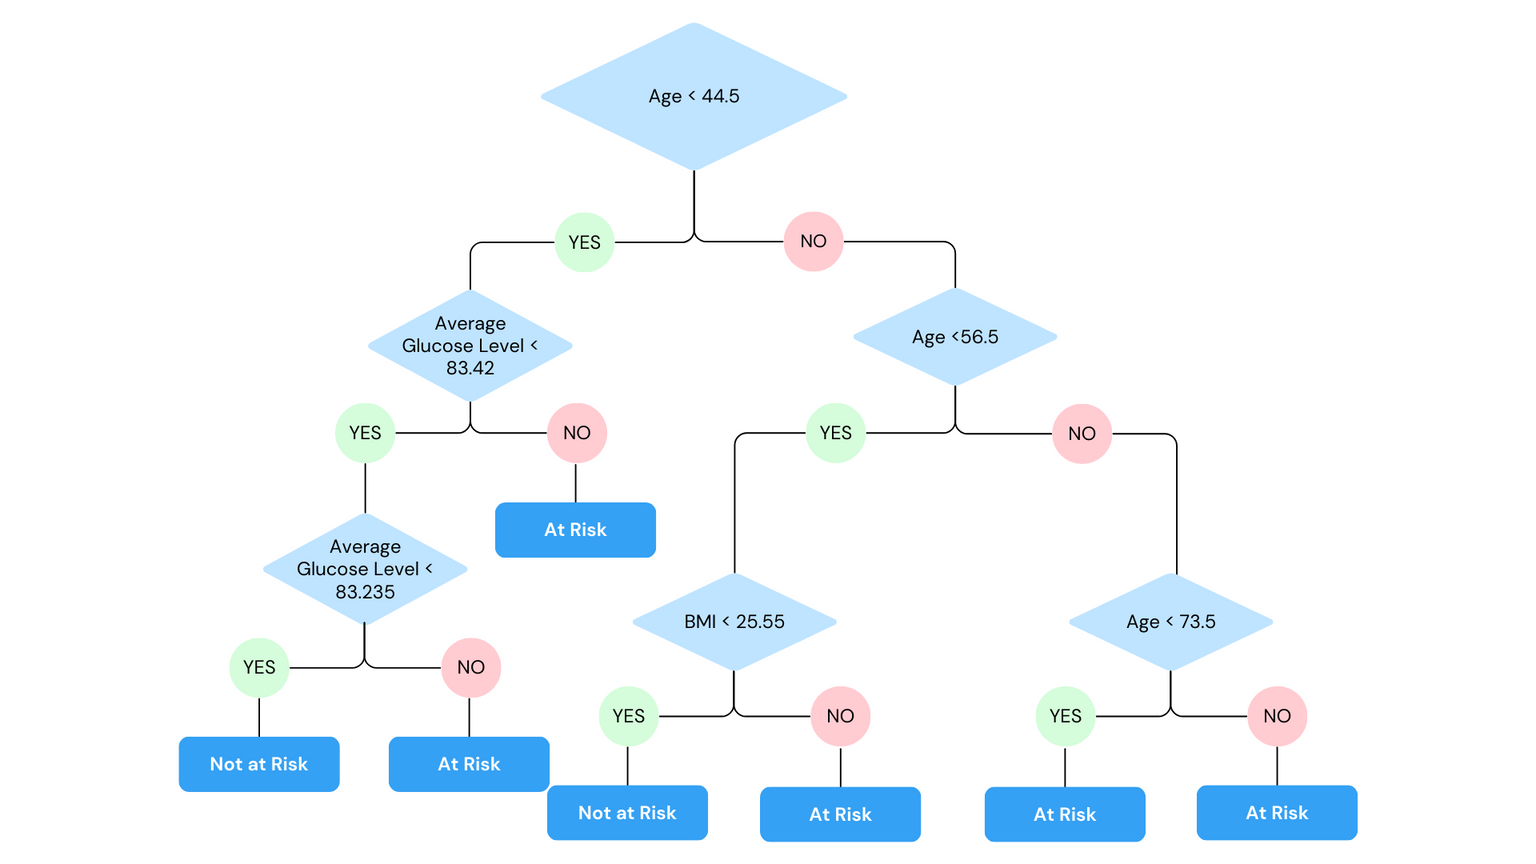 Age < 44.5
YES
NO
Average
Glucose Level <
83.42
Age <56.5
YES
NO
YES
NO
At Risk
Average
Glucose Level <
83.235
BMI < 25.55
Age < 73.5
YES
NO
YES
NO
YES
NO
Not at Risk
At Risk
Not at Risk
At Risk
At Risk
At Risk